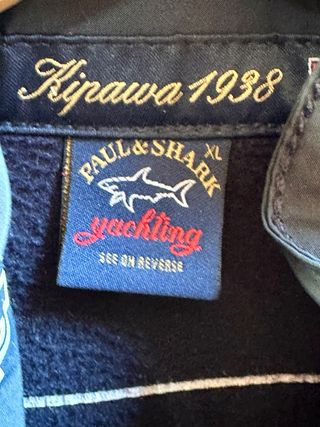 Kipawa 1938
PAUL & SHARK
XL
yachting
SEE ON REVERSE